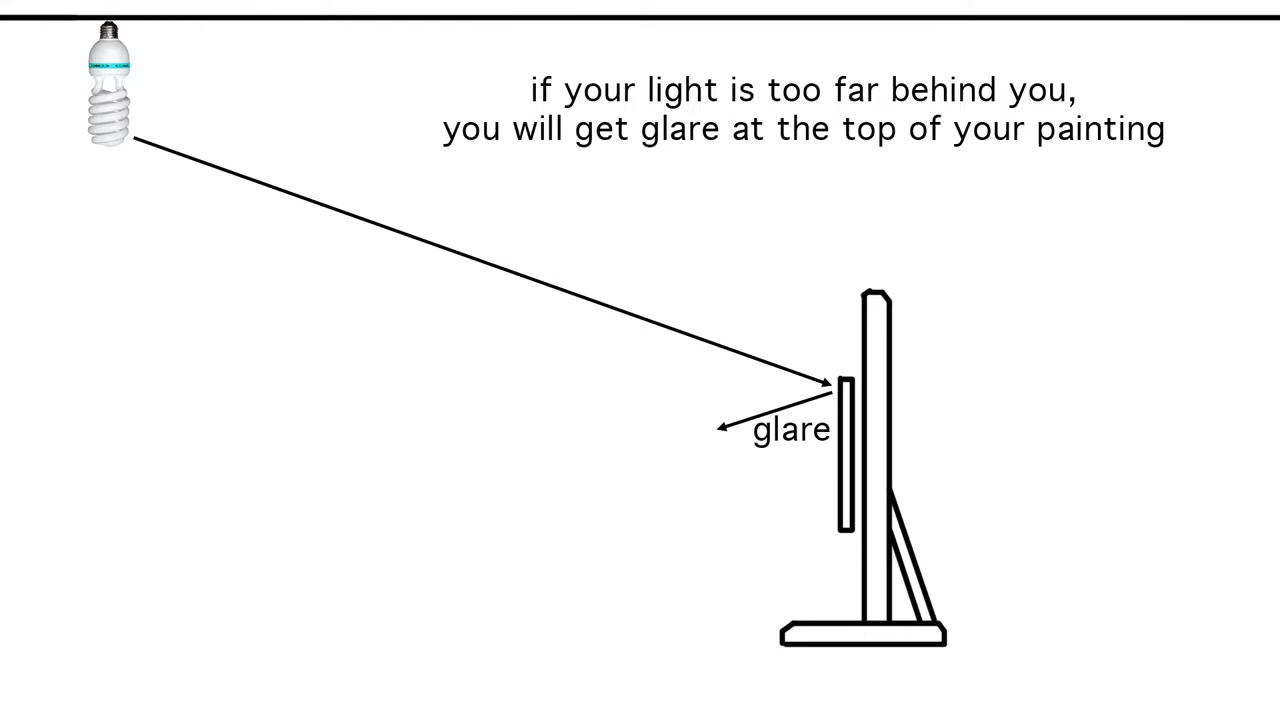 if your light is too far behind you,
you will get glare at the top of your painting
glare